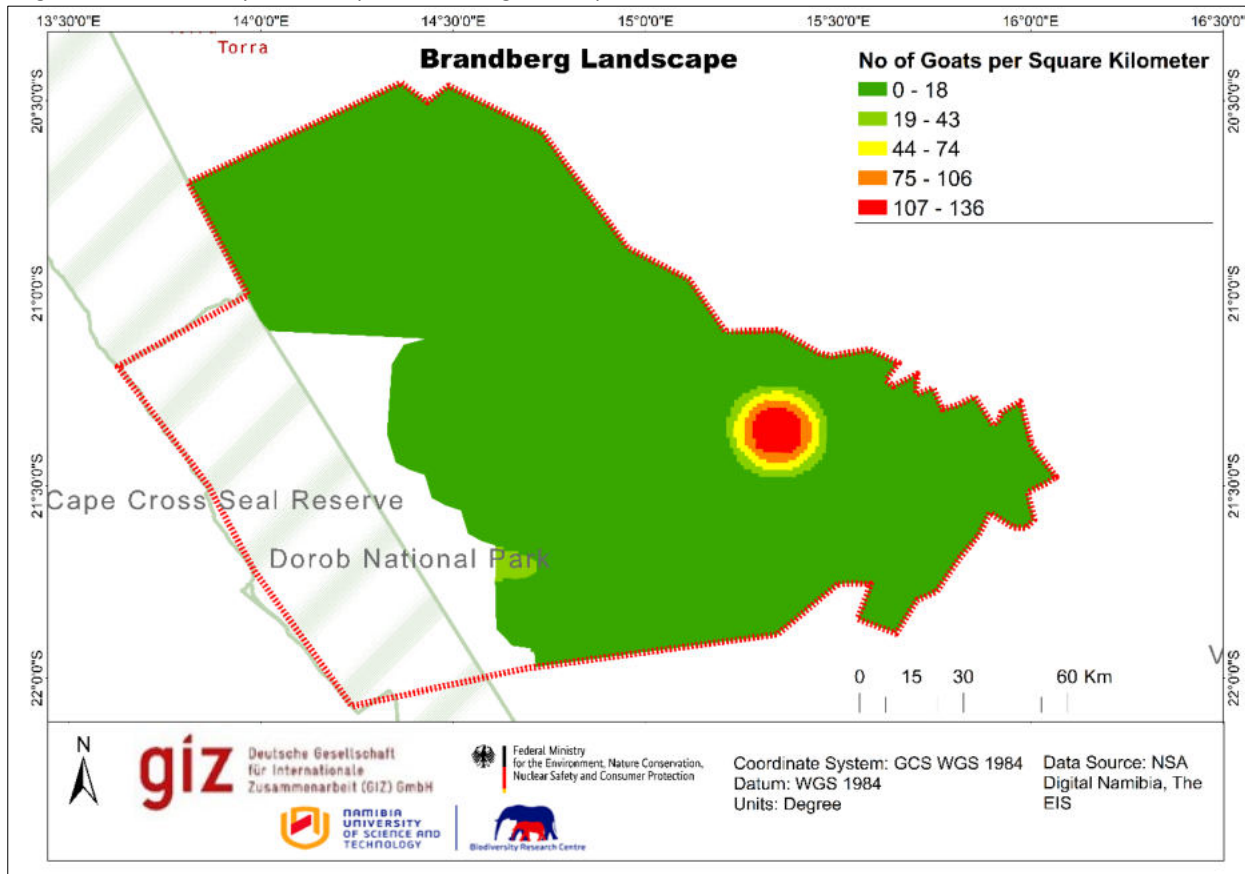 13°30'0"E 14°0'0"E 14°30'0"E 15°0'0"E 15°30'0"E 16°0'0"E 16°30'0"E
Torra
Brandberg Landscape
No of Goats per Square Kilometer
0 - 18
19 - 43
44 - 74
75 - 106
107 - 136
20°30'0"S
20°30'0"S
21°0'0"S
21°0'0"S
21°30'0"S
21°30'0"S
22°0'0"S
22°0'0"S
Cape Cross Seal Reserve
Dorob National Park
V
0 15 30 60 Km
N
giz
Deutsche Gesellschaft
für Internationale
Zusammenarbeit (GIZ) GmbH
Federal Ministry
for the Environment, Nature Conservation,
Nuclear Safety and Consumer Protection
NAMIBIA
UNIVERSITY
OF SCIENCE AND
TECHNOLOGY
Biodiversity Research Centre
Coordinate System: GCS WGS 1984
Datum: WGS 1984
Units: Degree
Data Source: NSA
Digital Namibia, The
EIS